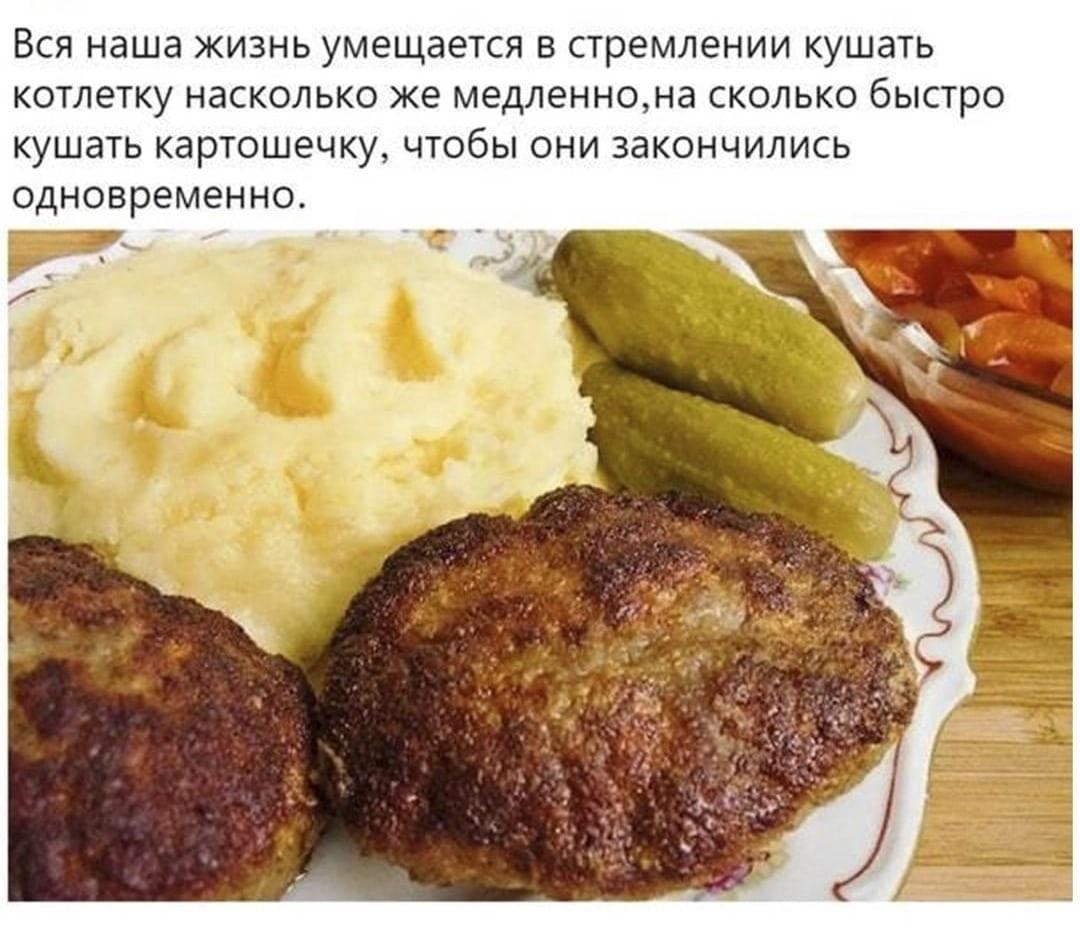 Вся наша жизнь умещается в стремлении кушать
котлетку насколько же медленно,на сколько быстро
кушать картошечку, чтобы они закончились
одновременно.